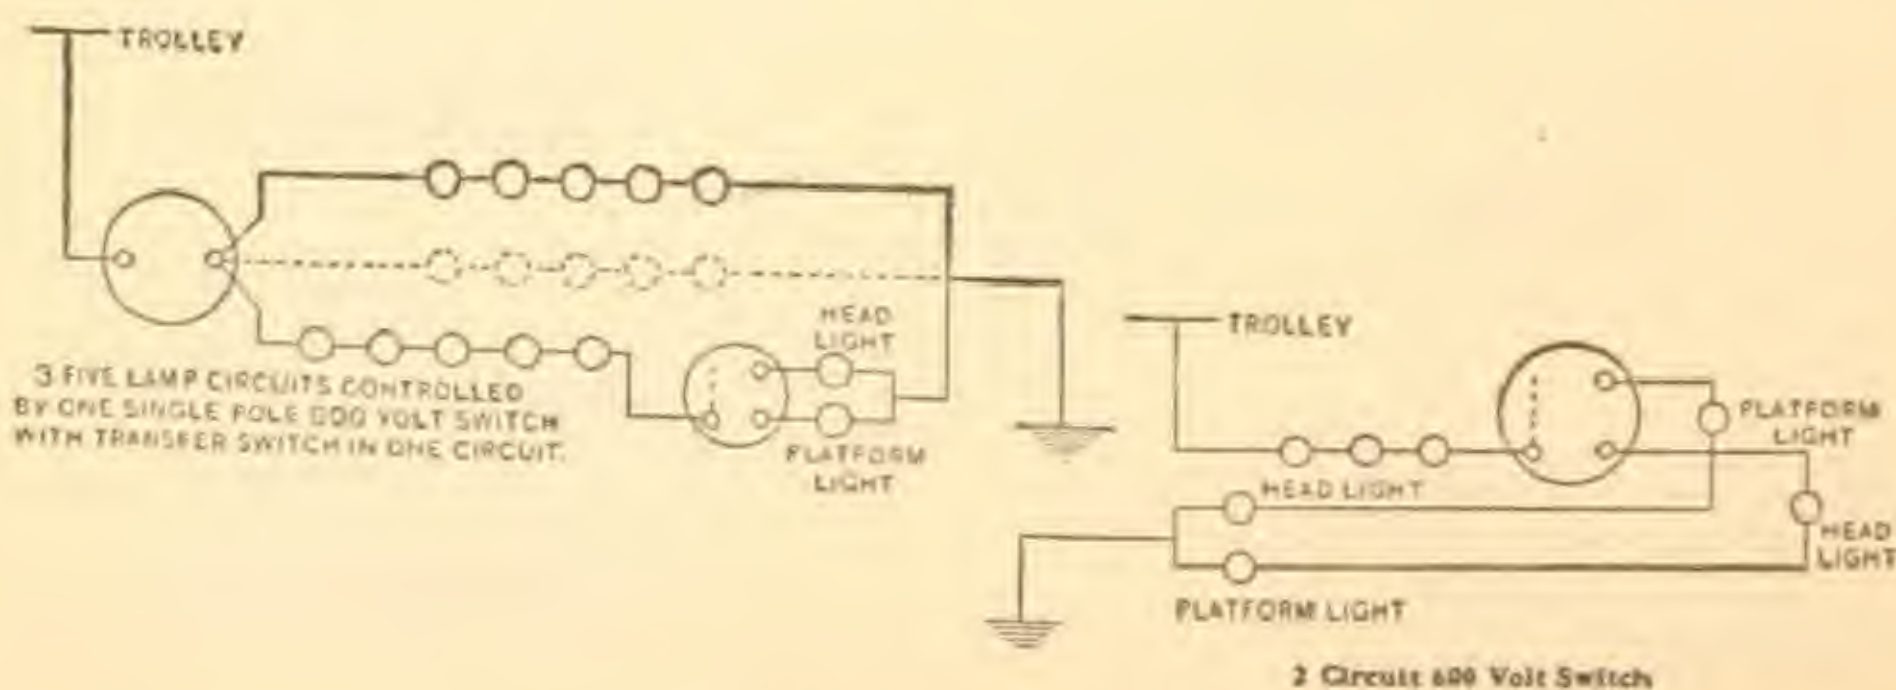 TROLLEY
HEAD
LIGHT
3 FIVE LAMP CIRCUITS CONTROLLED
BY ONE SINGLE POLE 600 VOLT SWITCH
WITH TRANSFER SWITCH IN ONE CIRCUIT.
PLATFORM
LIGHT
TROLLEY
PLATFORM
LIGHT
HEAD LIGHT
HEAD
LIGHT
PLATFORM LIGHT
2 Circuit 600 Volt Switch